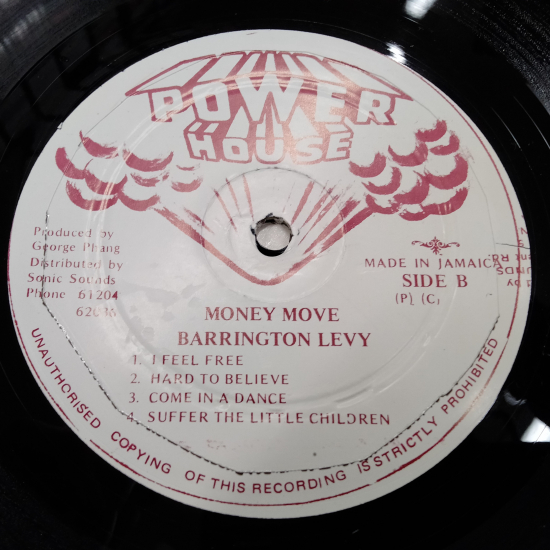 POWER
HOUSE
Produced by
George Phang
Distributed by
Sonic Sounds
Phone 61204
MADE IN JAMAICA
SIDE B
(P) (C)
MONEY MOVE
BARRINGTON LEVY
1. I FEEL FREE
2. HARD TO BELIEVE
3. COME IN A DANCE
4. SUFFER THE LITTLE CHILDREN
UNAUTHORISED COPYING OF THIS RECORDING IS STRICTLY PROHIBITED